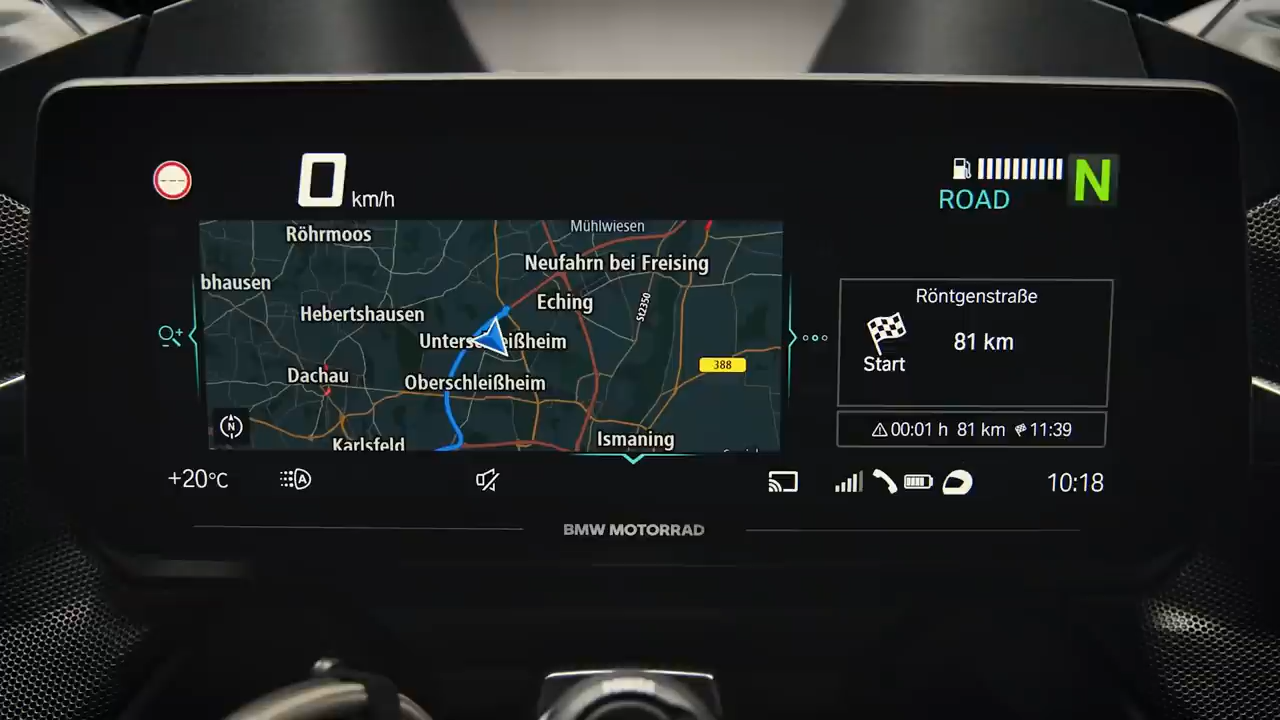 0 km/h
ROAD
N
Röhrmoos
Mühlwiesen
Neufahrn bei Freising
bhausen
Eching
Hebertshausen
St2350
388
Dachau
Oberschleißheim
N
Karlsfeld
Ismaning
Röntgenstraße
81 km
Start
00:01 h 81 km 11:39
+20°C
A
10:18
BMW MOTORRAD